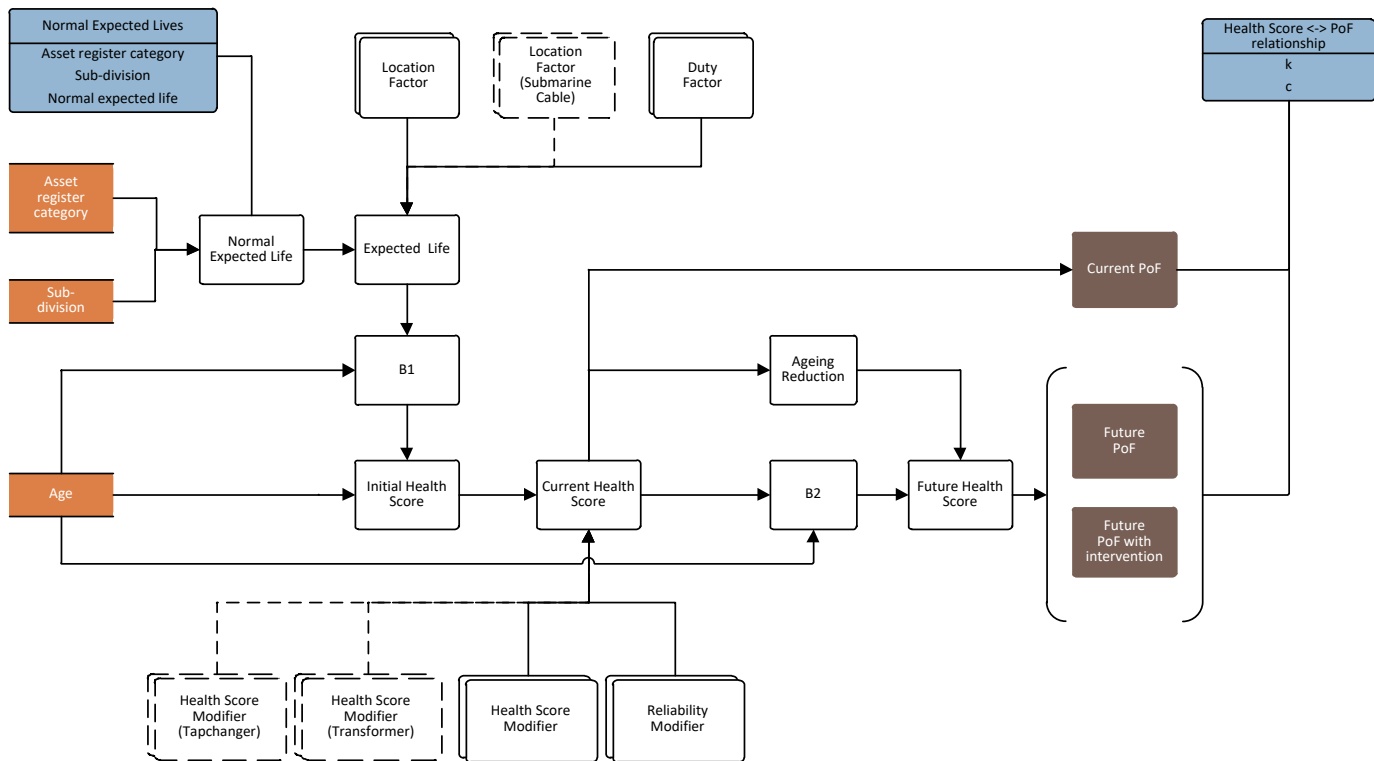 Normal Expected Lives
Asset register category
Sub-division
Normal expected life
Location
Factor
Location
Factor
(Submarine
Cable)
Duty
Factor
Health Score <-> PoF
relationship
k
c
Asset
register
category
Sub-
division
Normal
Expected Life
Expected  Life
Current PoF
B1
Ageing
Reduction
Future
PoF
Age
Initial Health
Score
Current Health
Score
B2
Future Health
Score
Future
PoF with
intervention
Health Score
Modifier
(Tapchanger)
Health Score
Modifier
(Transformer)
Health Score
Modifier
Reliability
Modifier